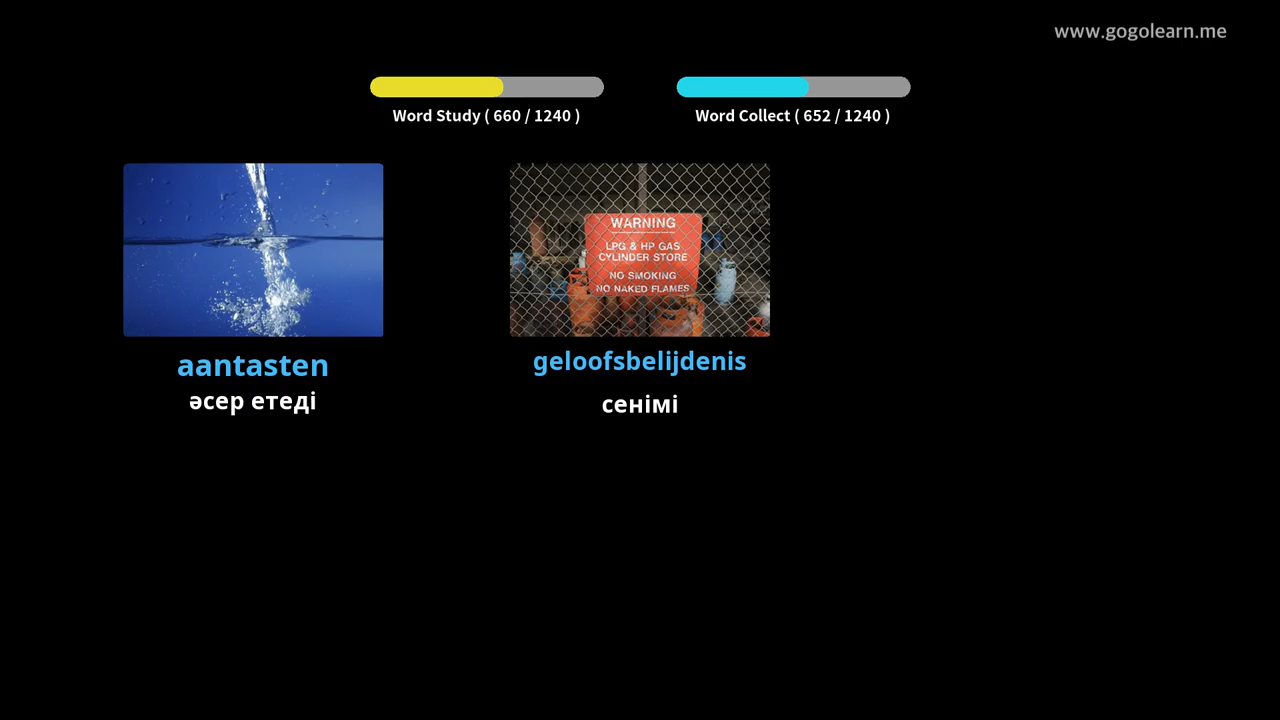 www.gogolearn.me
Word Study ( 660 / 1240 )
Word Collect ( 652 / 1240 )
WARNING
LPG & HP GAS
CYLINDER STORE
NO SMOKING
NO NAKED FLAMES
aantasten
әсер етеді
geloofsbelijdenis
сенімі